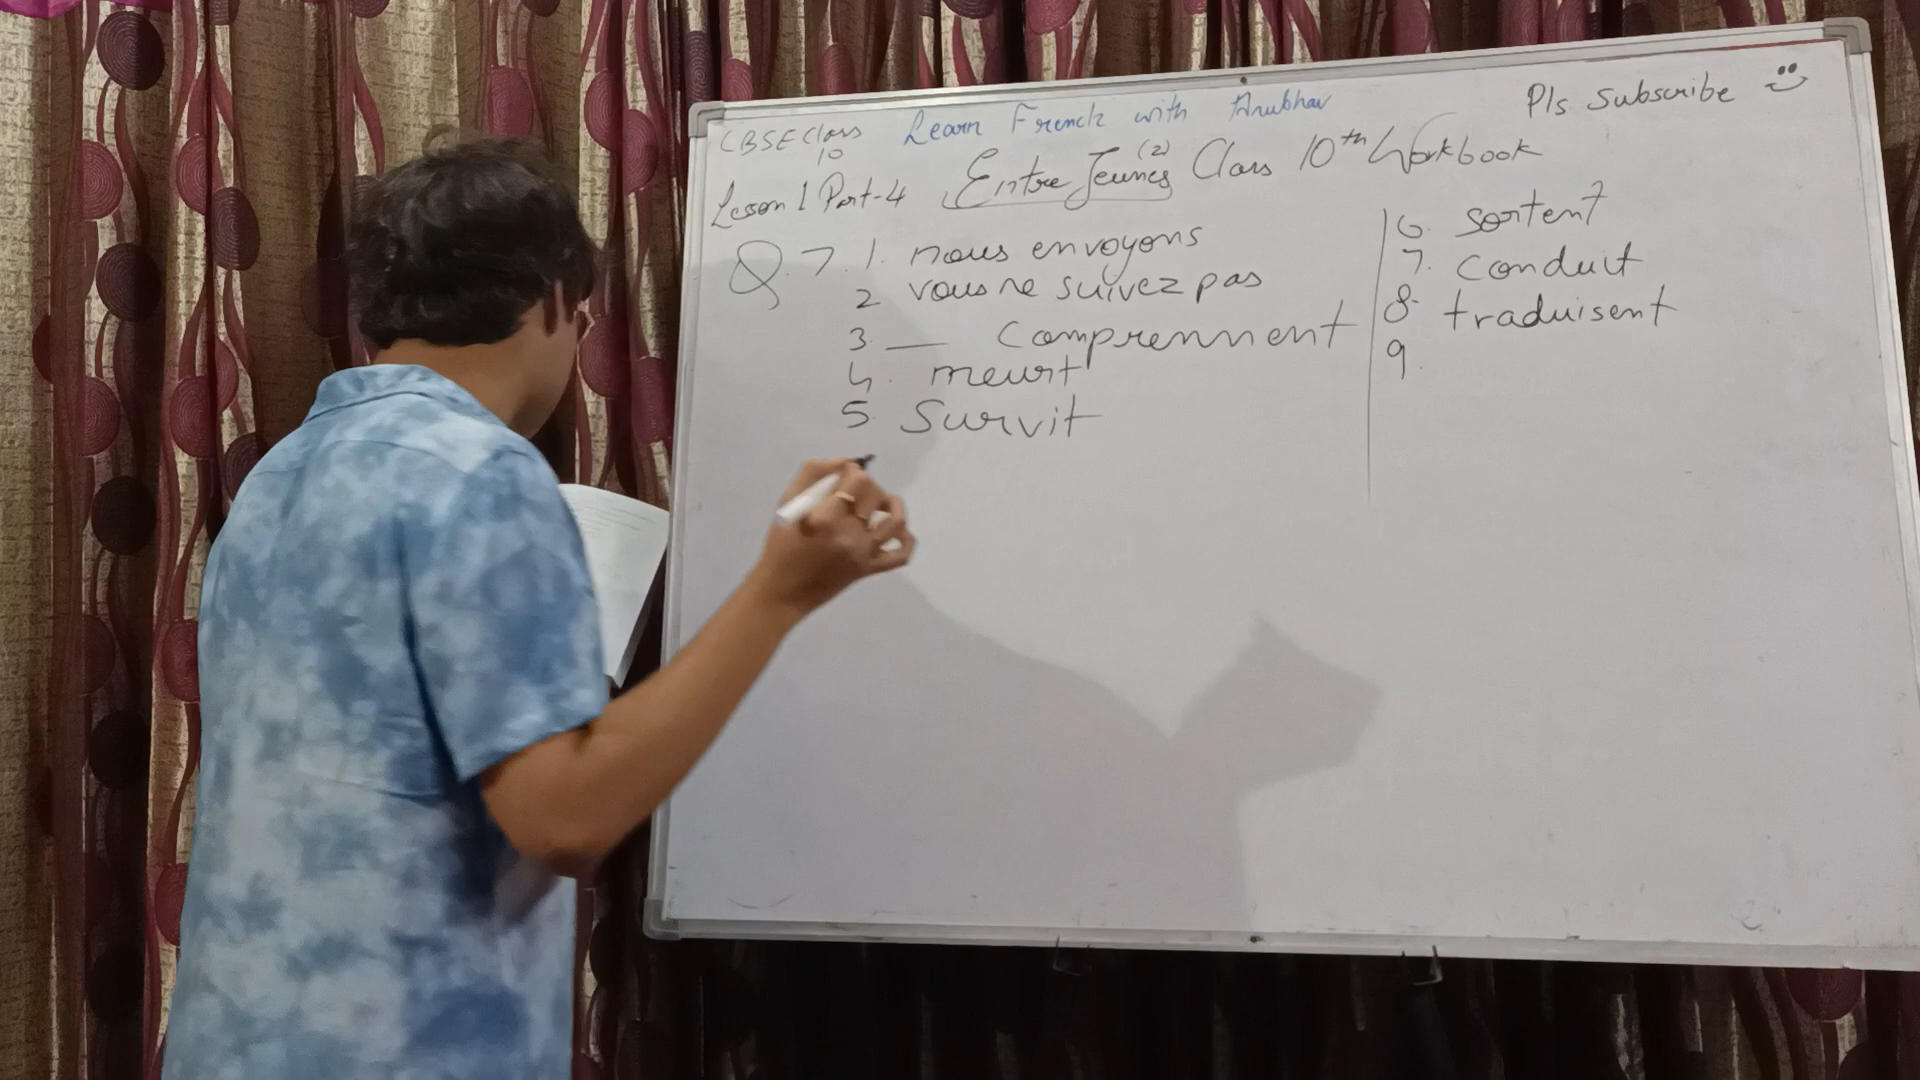 CBSE Class 10
Learn French with Anubhav
Pls subscribe
Lesson 1 Part-4
Entre Jeunes (2) Class 10th Workbook
Q.7. 1. nous envoyons
2 vous ne suivez pas
3. __ comprennent
4. meurt
5. Survit
6. sortent
7. conduit
8. traduisent
9.